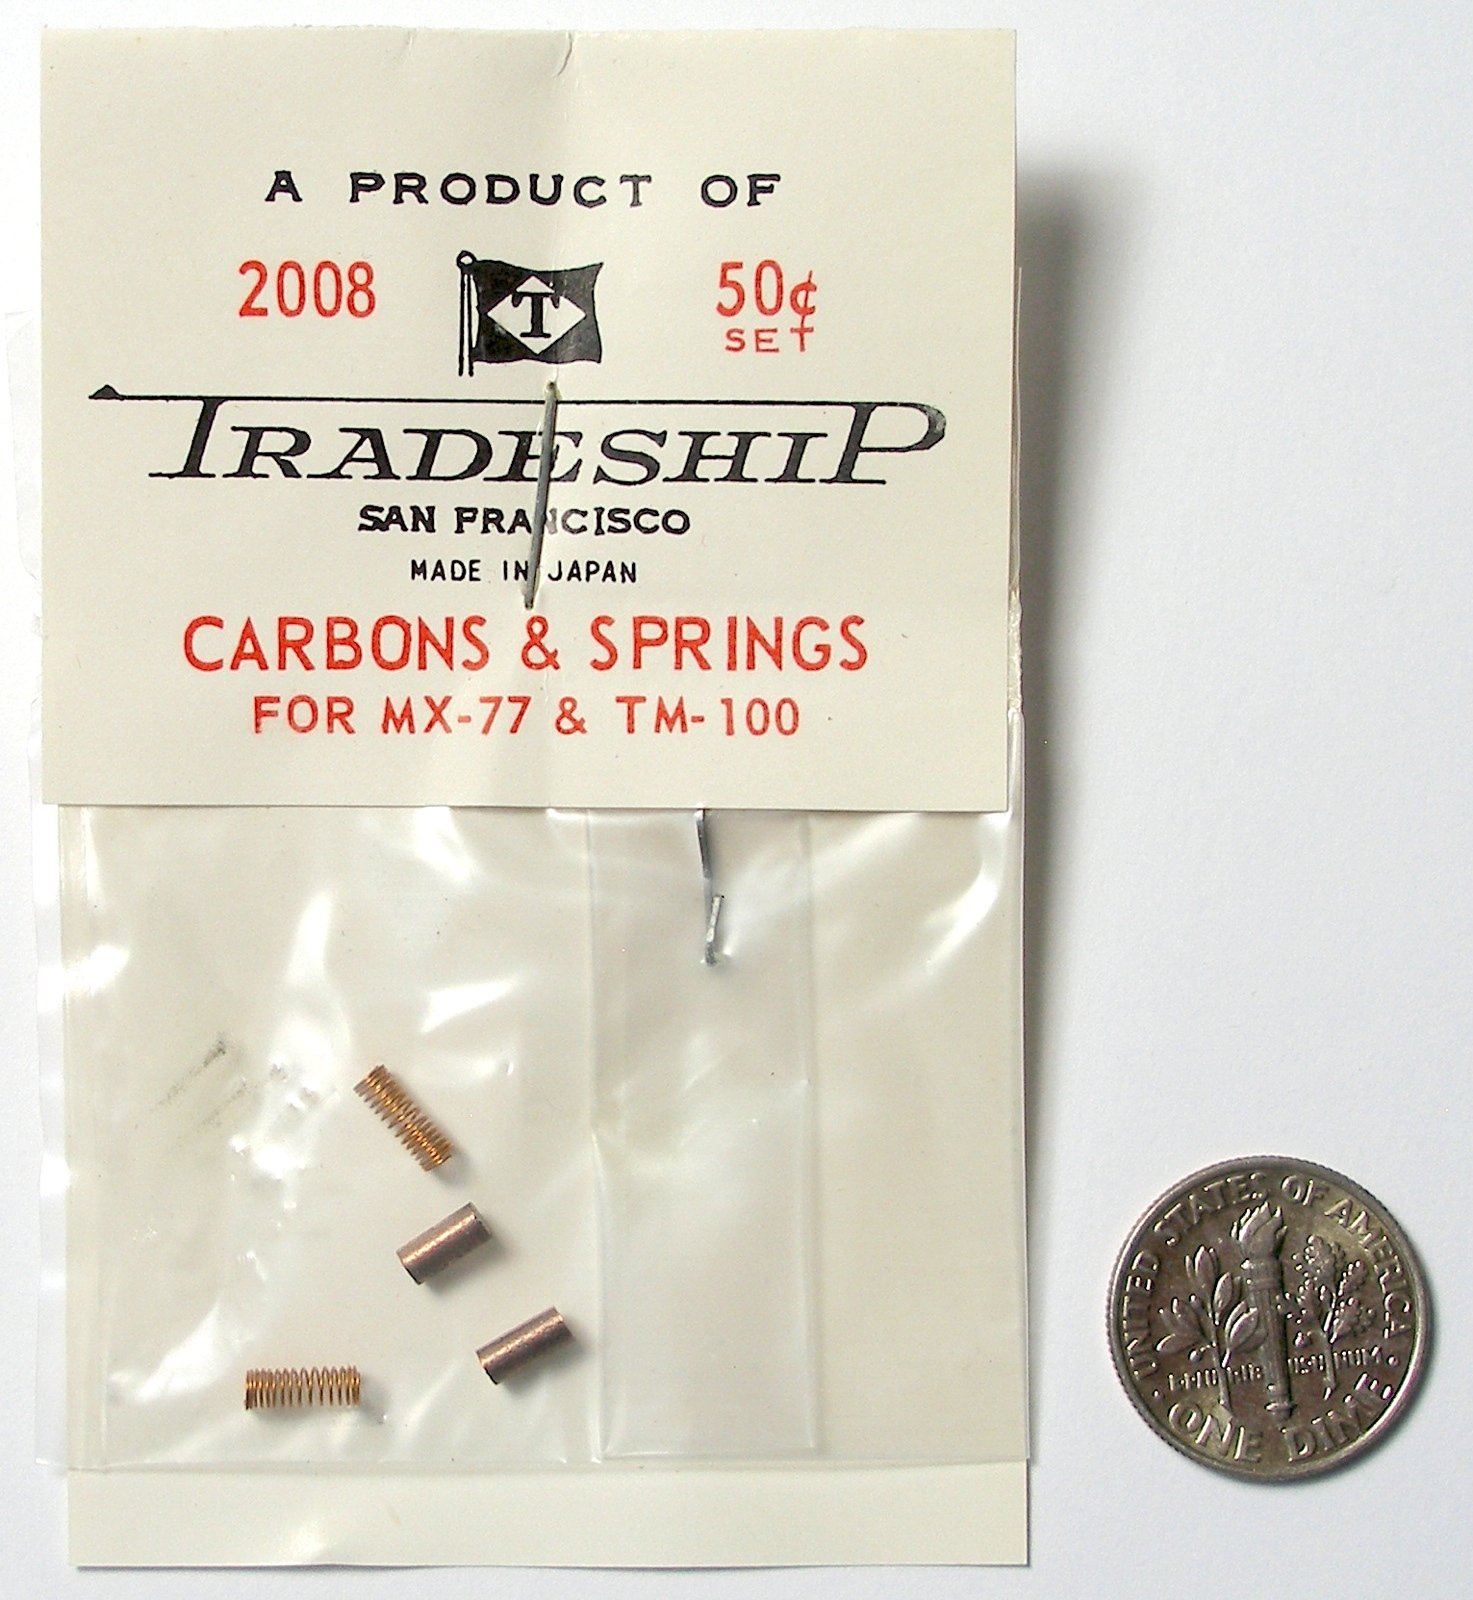 A PRODUCT OF
2008
T
50¢
SET
TRADESHIP
SAN FRANCISCO
MADE IN JAPAN
CARBONS & SPRINGS
FOR MX-77 & TM-100
UNITED STATES OF AMERICA
ONE DIME